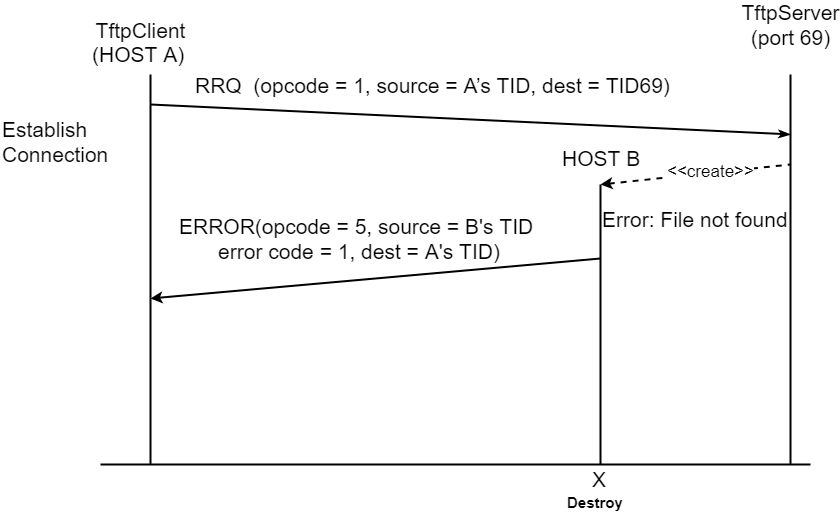 TftpClient
(HOST A)
TftpServer
(port 69)
RRQ  (opcode = 1, source = A’s TID, dest = TID69)
Establish
Connection
HOST B
<<create>>
Error: File not found
ERROR(opcode = 5, source = B's TID
error code = 1, dest = A's TID)
X
Destroy